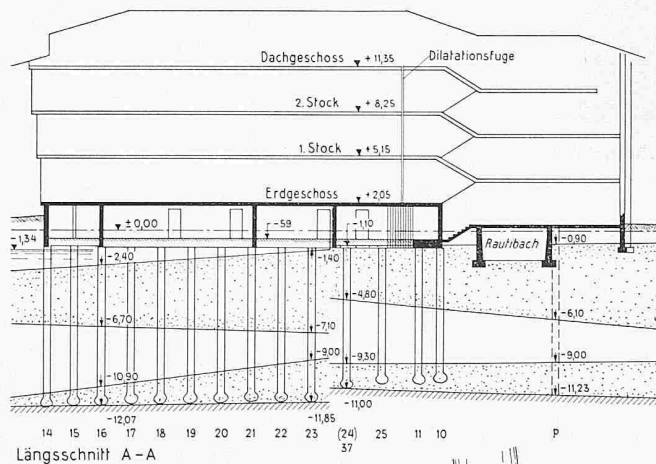 Dachgeschoss + 11,35 Dilatationsfuge
2. Stock + 8,25
1. Stock + 5,15
Erdgeschoss + 2,05
± 0,00 -59 -1,10
-1,34 Rautibach -0,90
-2,40 -1,40
-4,80
-6,70 -7,10 -6,10
-9,00 -9,30 -9,00
-10,90 -11,23
-12,07 -11,85 -11,00
14 15 16 17 18 19 20 21 22 23 (24) 25 11 10 P
37
Längsschnitt A-A